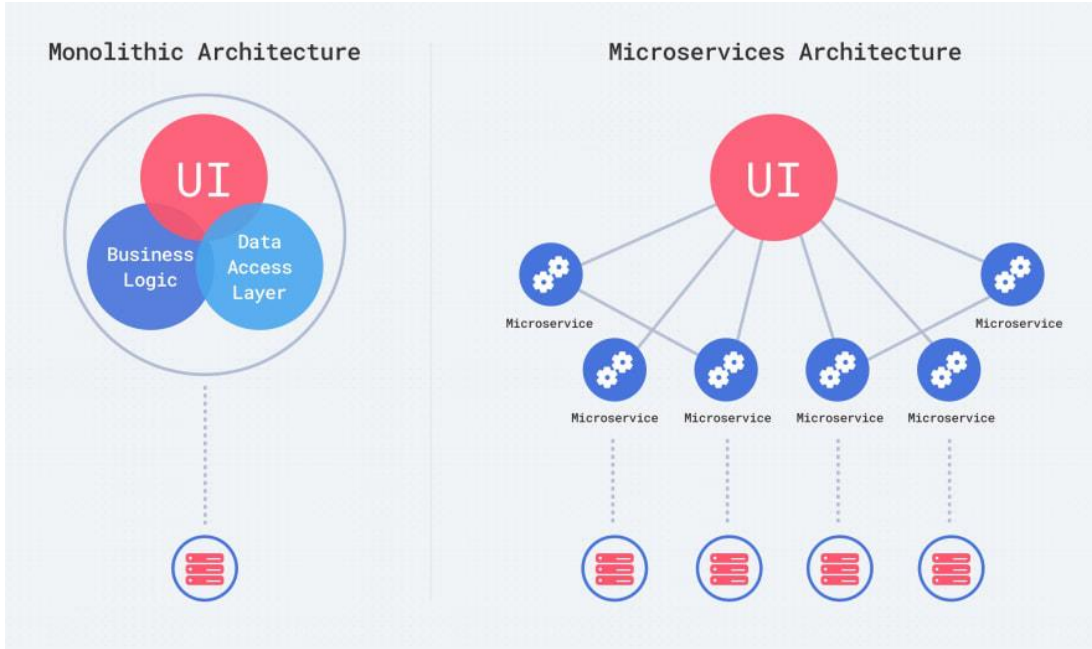 Monolithic Architecture
UI
Business
Logic
Data
Access
Layer
Microservices Architecture
UI
Microservice
Microservice
Microservice
Microservice
Microservice
Microservice